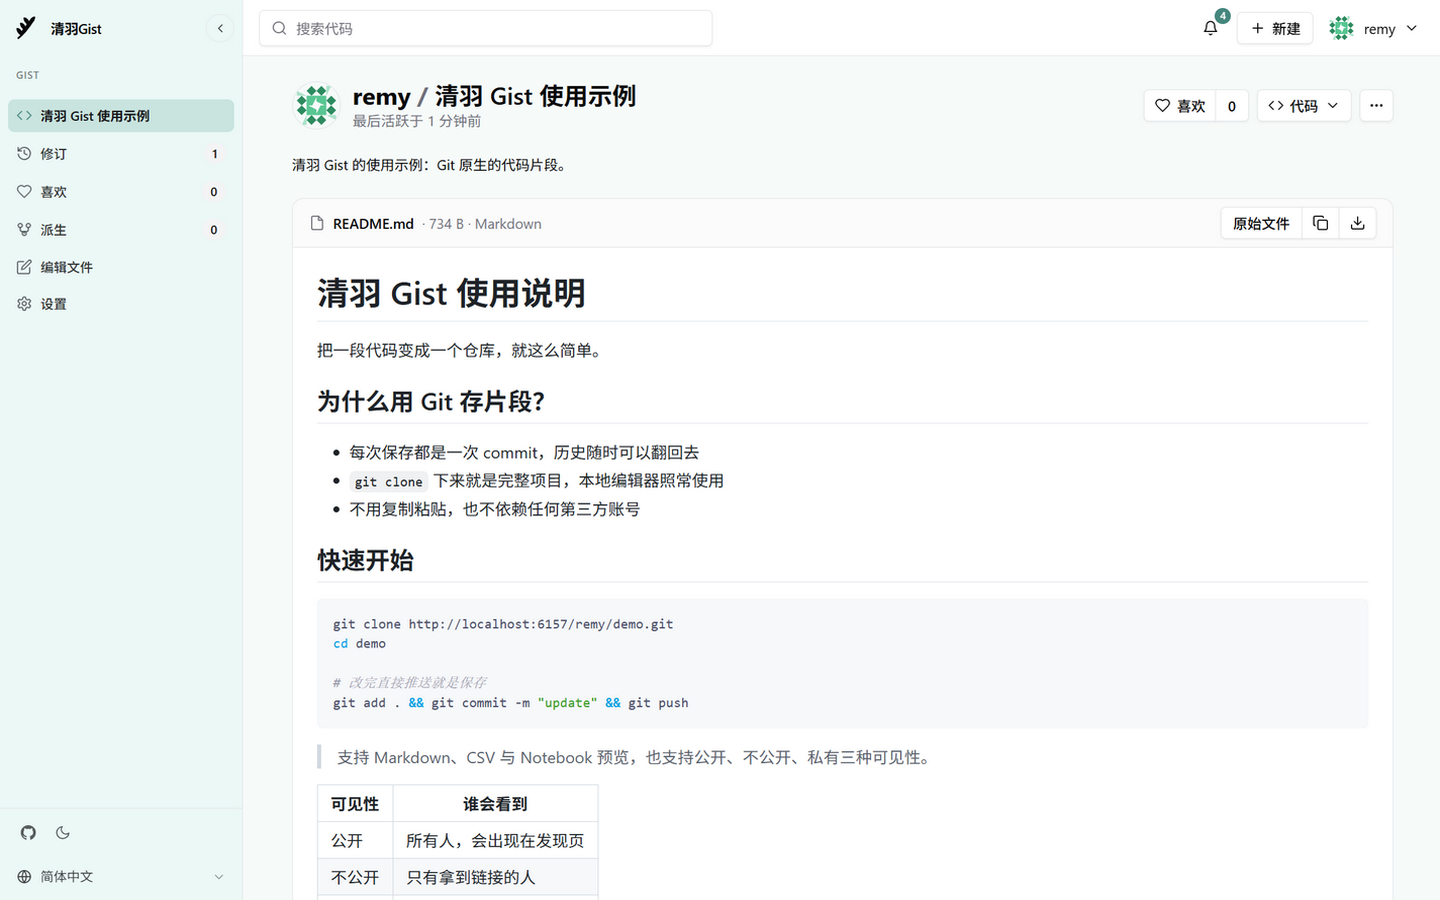 清羽Gist
搜索代码
4
新建
remy
GIST
清羽 Gist 使用示例
修订 1
喜欢 0
派生 0
编辑文件
设置
简体中文
remy / 清羽 Gist 使用示例
最后活跃于 1 分钟前
喜欢 0
代码
清羽 Gist 的使用示例：Git 原生的代码片段。
README.md · 734 B · Markdown
原始文件
清羽 Gist 使用说明
把一段代码变成一个仓库，就这么简单。
为什么用 Git 存片段？
每次保存都是一次 commit，历史随时可以翻回去
git clone 下来就是完整项目，本地编辑器照常使用
不用复制粘贴，也不依赖任何第三方账号
快速开始
git clone http://localhost:6157/remy/demo.git
cd demo
# 改完直接推送就是保存
git add . && git commit -m "update" && git push
支持 Markdown、CSV 与 Notebook 预览，也支持公开、不公开、私有三种可见性。
可见性 谁会看到
公开 所有人，会出现在发现页
不公开 只有拿到链接的人